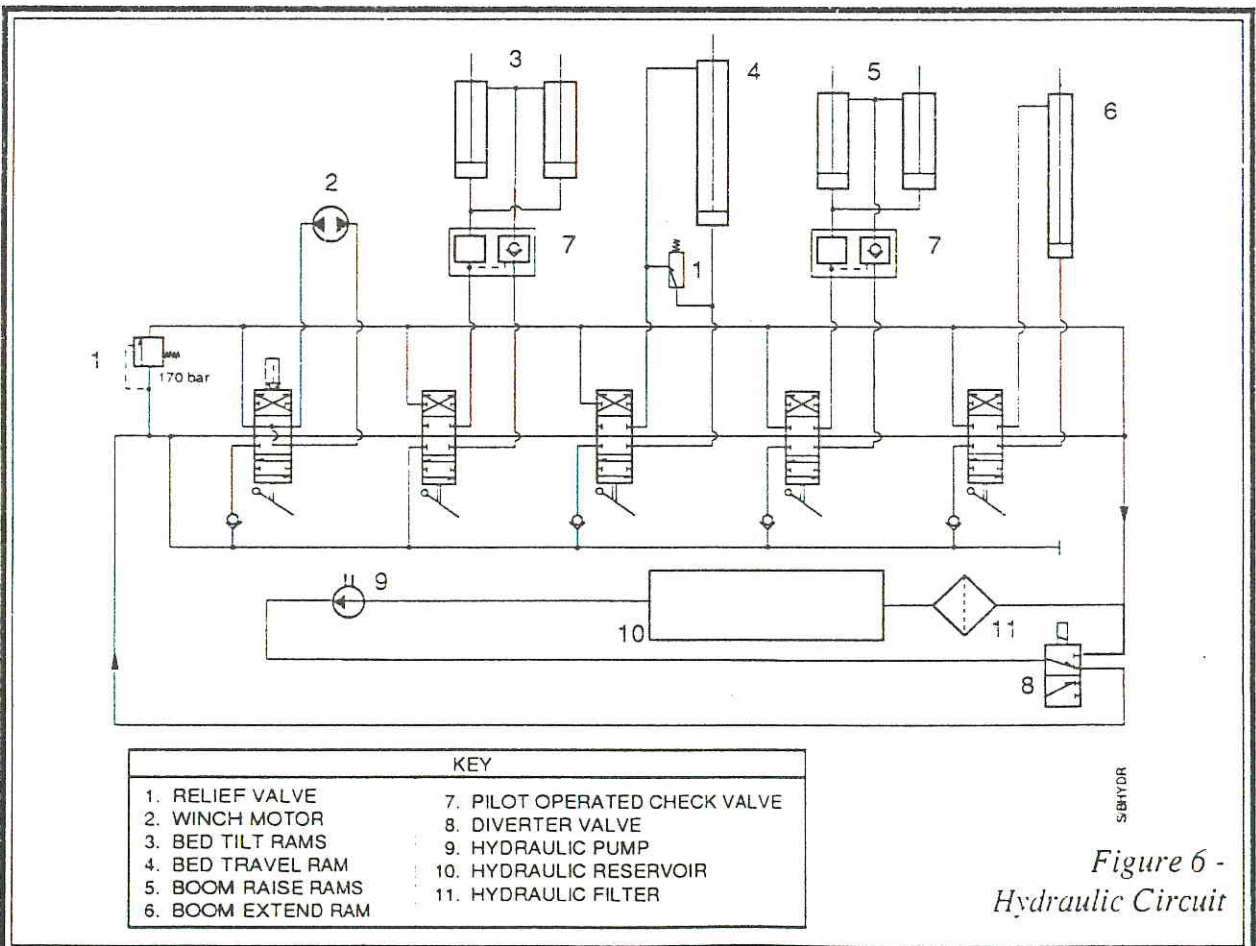 3
4
5
6
2
7
1
7
1
170 bar
9
10
11
8
KEY
1. RELIEF VALVE
2. WINCH MOTOR
3. BED TILT RAMS
4. BED TRAVEL RAM
5. BOOM RAISE RAMS
6. BOOM EXTEND RAM
7. PILOT OPERATED CHECK VALVE
8. DIVERTER VALVE
9. HYDRAULIC PUMP
10. HYDRAULIC RESERVOIR
11. HYDRAULIC FILTER
S/BHYDR
Figure 6 -
Hydraulic Circuit